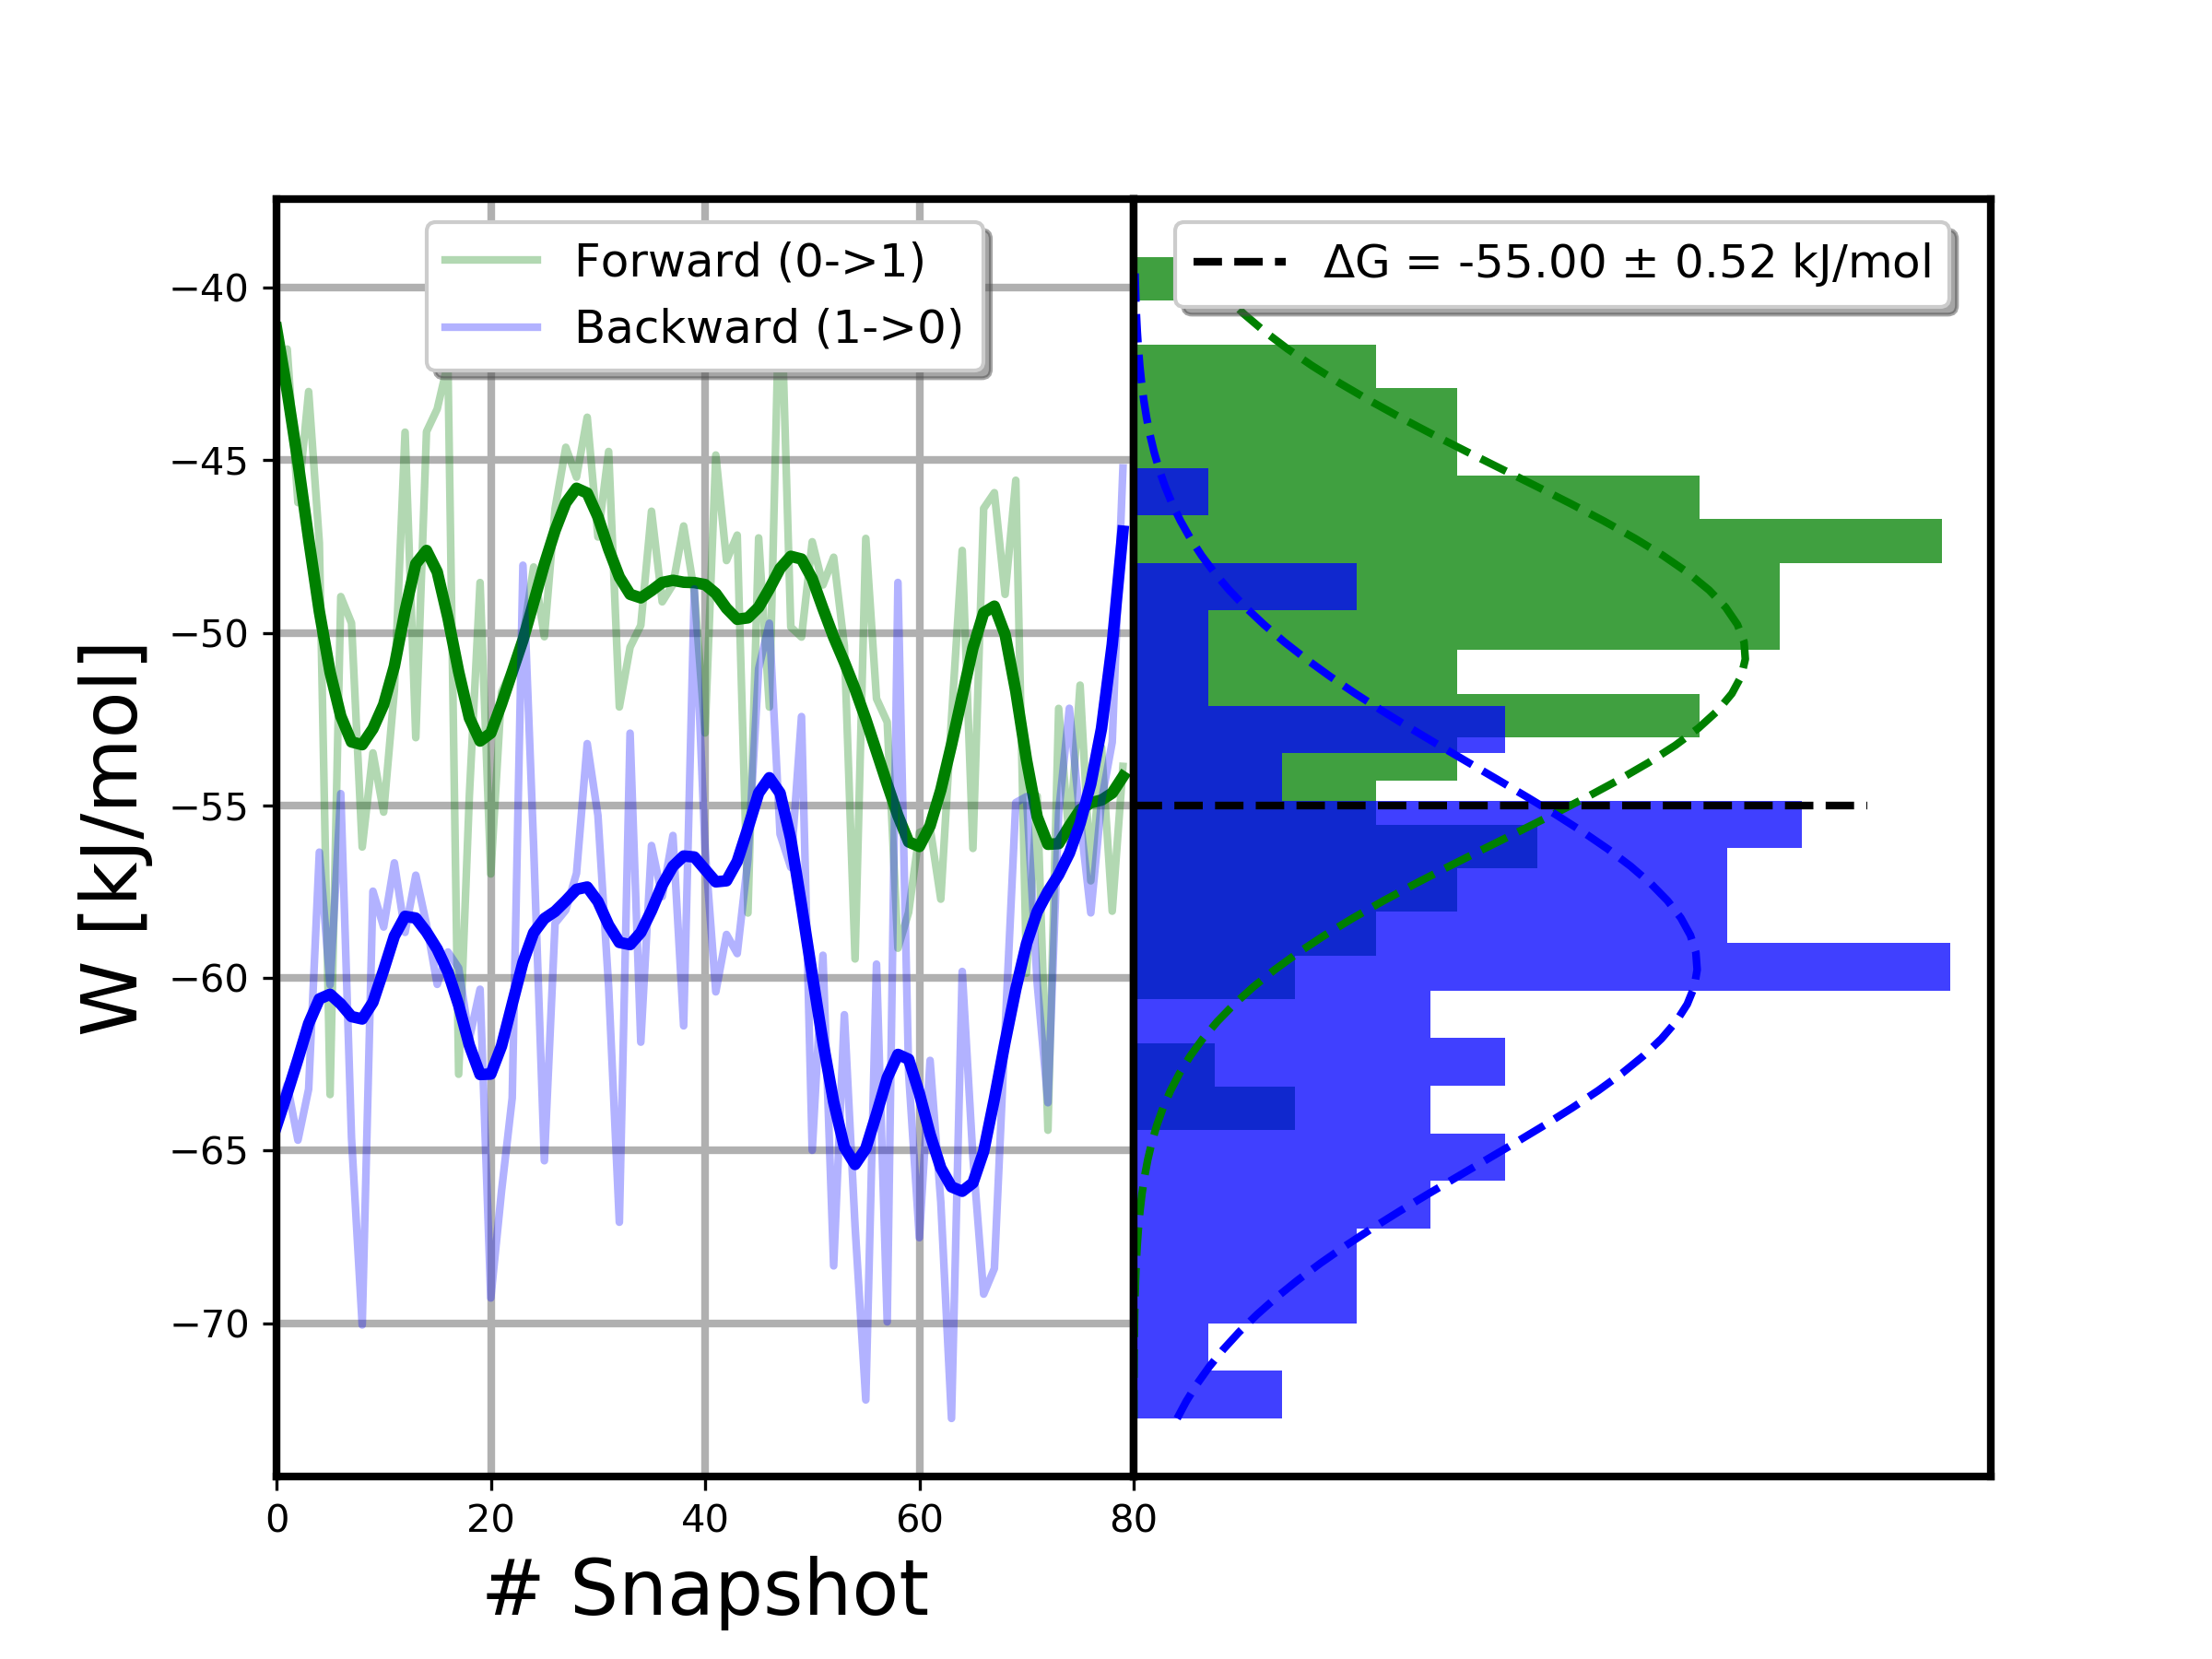 Forward (0->1)
Backward (1->0)
ΔG = -55.00 ± 0.52 kJ/mol
W [kJ/mol]
−40
−45
−50
−55
−60
−65
−70
0 20 40 60 80
# Snapshot